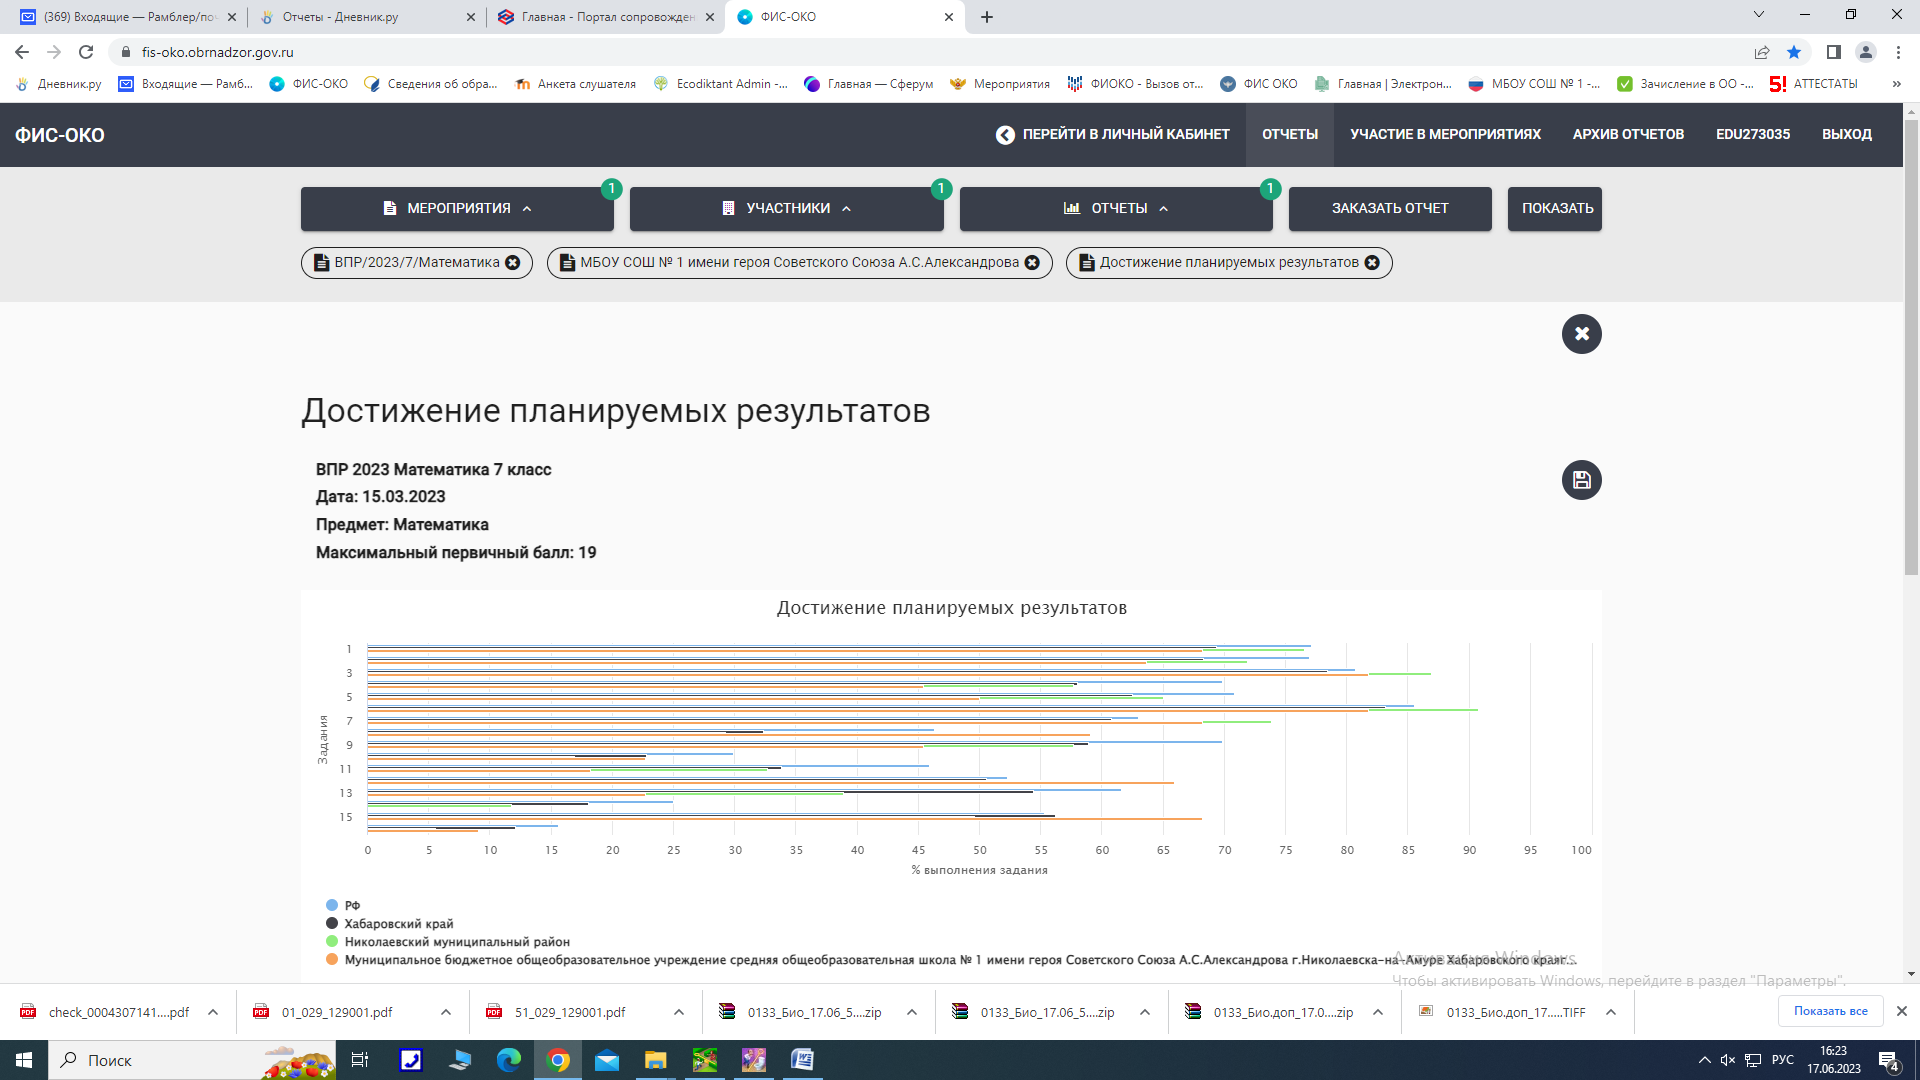 (369) Входящие — Рамблер/по
Отчеты - Дневник.ру
Главная - Портал сопровожден
ФИС-ОКО
fis-oko.obrnadzor.gov.ru
Дневник.ру
Входящие — Рамб...
ФИС-ОКО
Сведения об обра...
Анкета слушателя
Ecodiktant Admin -...
Главная — Сферум
Мероприятия
ФИОКО - Вызов от...
ФИС ОКО
Главная | Электрон...
МБОУ СОШ № 1 -...
Зачисление в ОО -...
5! АТТЕСТАТЫ
»
ФИС-ОКО
ПЕРЕЙТИ В ЛИЧНЫЙ КАБИНЕТ
ОТЧЕТЫ
УЧАСТИЕ В МЕРОПРИЯТИЯХ
АРХИВ ОТЧЕТОВ
EDU273035
ВЫХОД
МЕРОПРИЯТИЯ 1
УЧАСТНИКИ 1
ОТЧЕТЫ 1
ЗАКАЗАТЬ ОТЧЕТ
ПОКАЗАТЬ
ВПР/2023/7/Математика
МБОУ СОШ № 1 имени героя Советского Союза А.С.Александрова
Достижение планируемых результатов
Достижение планируемых результатов
ВПР 2023 Математика 7 класс
Дата: 15.03.2023
Предмет: Математика
Максимальный первичный балл: 19
Достижение планируемых результатов
Задания
1
3
5
7
9
11
13
15
0 5 10 15 20 25 30 35 40 45 50 55 60 65 70 75 80 85 90 95 100
% выполнения задания
РФ
Хабаровский край
Николаевский муниципальный район
Муниципальное бюджетное общеобразовательное учреждение средняя общеобразовательная школа № 1 имени героя Советского Союза А.С.Александрова г.Николаевска-на-Амуре Хабаровского краяг...
Активация Windows
Чтобы активировать Windows, перейдите в раздел "Параметры".
check_0004307141....pdf
01_029_129001.pdf
51_029_129001.pdf
0133_Био_17.06_5....zip
0133_Био_17.06_5....zip
0133_Био.доп_17.0....zip
0133_Био.доп_17.....TIFF
Показать все
Поиск
РУС
16:23
17.06.2023
4